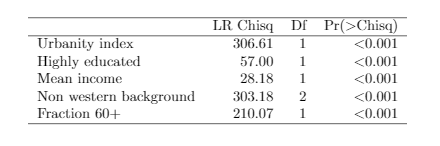 LR Chisq Df Pr(>Chisq)
Urbanity index 306.61 1 <0.001
Highly educated 57.00 1 <0.001
Mean income 28.18 1 <0.001
Non western background 303.18 2 <0.001
Fraction 60+ 210.07 1 <0.001